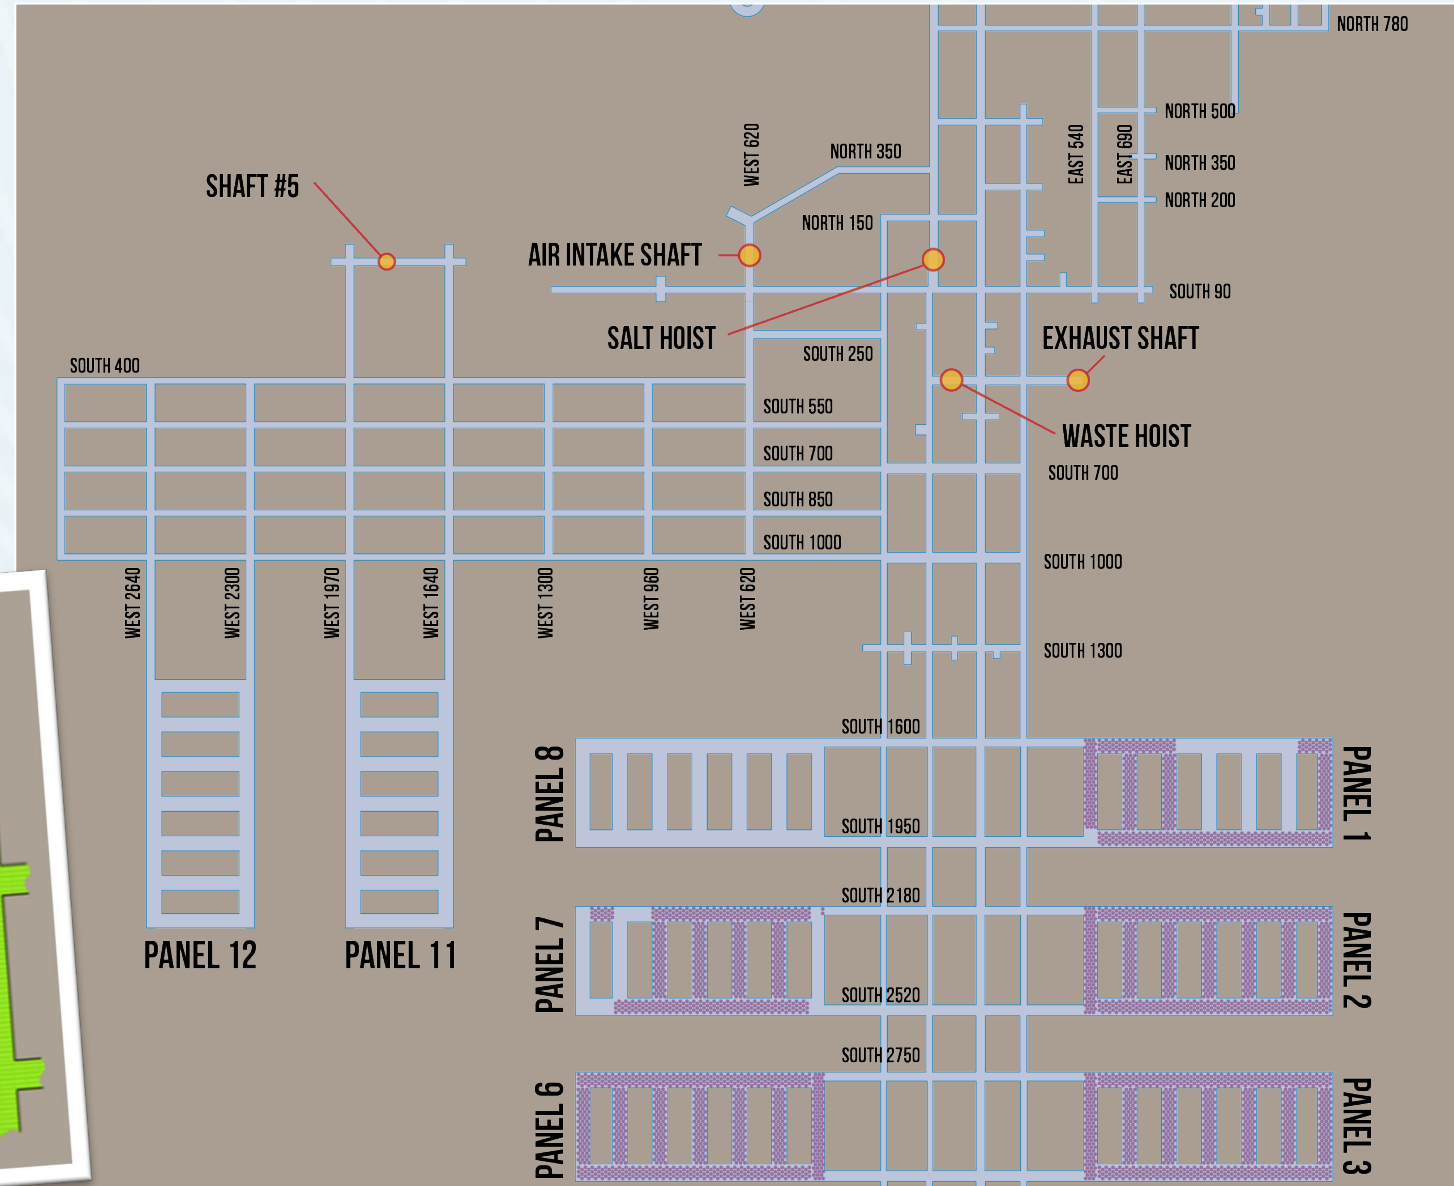 NORTH 780
NORTH 500
WEST 620
EAST 540
EAST 690
NORTH 350
NORTH 350
SHAFT #5
NORTH 200
NORTH 150
AIR INTAKE SHAFT
SOUTH 90
SALT HOIST
EXHAUST SHAFT
SOUTH 250
SOUTH 400
SOUTH 550
WASTE HOIST
SOUTH 700
SOUTH 700
SOUTH 850
SOUTH 1000
SOUTH 1000
WEST 2640
WEST 2300
WEST 1970
WEST 1640
WEST 1300
WEST 960
WEST 620
SOUTH 1300
SOUTH 1600
PANEL 8
PANEL 1
SOUTH 1950
SOUTH 2180
PANEL 12
PANEL 11
PANEL 7
PANEL 2
SOUTH 2520
SOUTH 2750
PANEL 6
PANEL 3